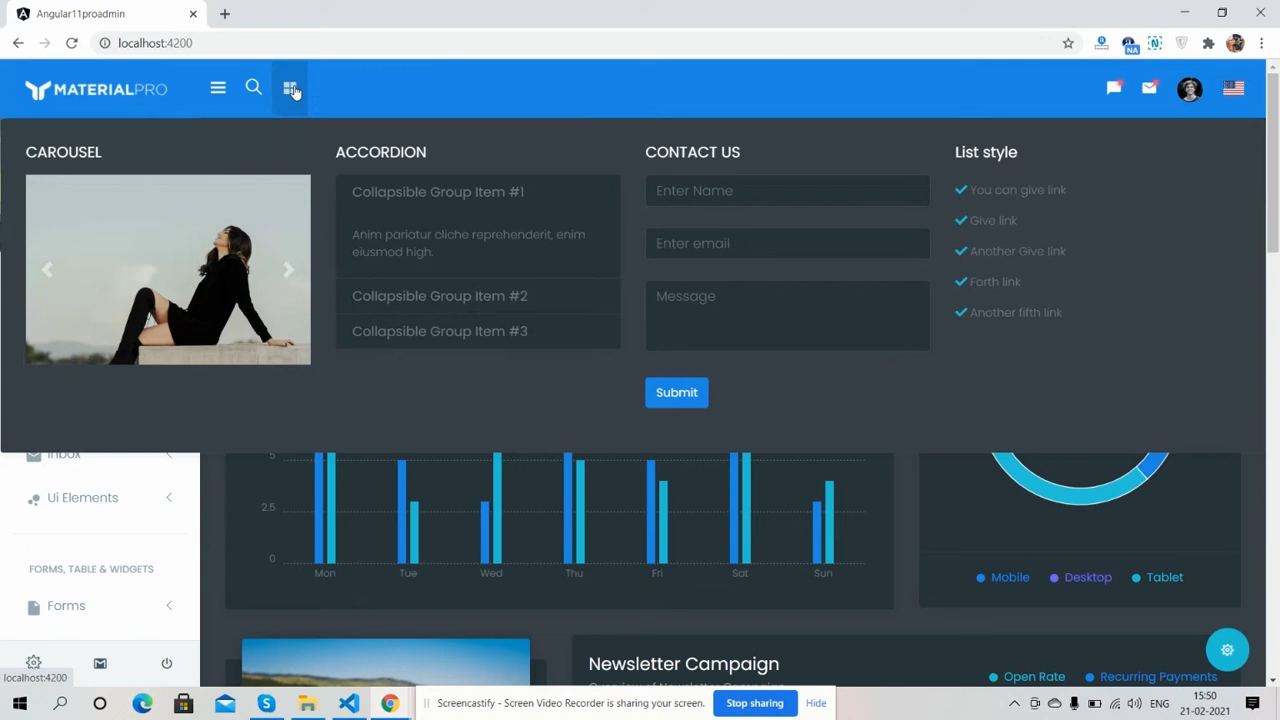 Angular11proadmin
localhost:4200
NA
MATERIALPRO
CAROUSEL
ACCORDION
CONTACT US
List style
Collapsible Group Item #1
Anim pariatur cliche reprehenderit, enim
eiusmod high.
Collapsible Group Item #2
Collapsible Group Item #3
Enter Name
Enter email
Message
Submit
You can give link
Give link
Another Give link
Forth link
Another fifth link
Inbox
Ui Elements
FORMS, TABLE & WIDGETS
Forms
localhost:4200
5
2.5
0
Mon
Tue
Wed
Thu
Fri
Sat
Sun
Mobile
Desktop
Tablet
Newsletter Campaign
Overview of Newsletter Campaign
Open Rate
Recurring Payments
Screencastify - Screen Video Recorder is sharing your screen.
Stop sharing
Hide
ENG
15:50
21-02-2021